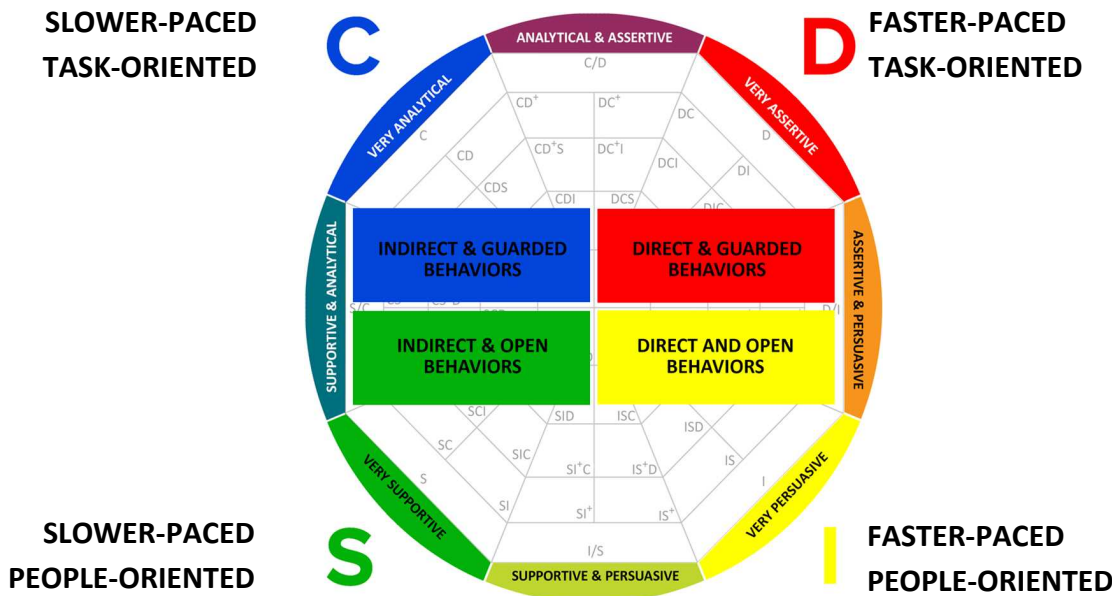 SLOWER-PACED
TASK-ORIENTED
C
ANALYTICAL & ASSERTIVE
D
FASTER-PACED
TASK-ORIENTED
VERY ANALYTICAL
VERY ASSERTIVE
C/D
CD+
DC+
C
DC
D
CD
CD+S
DC+I
DCI
DI
CDS
CDI
DCS
SUPPORTIVE & ANALYTICAL
INDIRECT & GUARDED
BEHAVIORS
DIRECT & GUARDED
BEHAVIORS
ASSERTIVE & PERSUASIVE
S/C
D/I
INDIRECT & OPEN
BEHAVIORS
DIRECT AND OPEN
BEHAVIORS
SCI
SID
ISC
ISD
SC
SIC
IS
S
SI+C
IS+D
I
SI
SI+
IS+
VERY SUPPORTIVE
VERY PERSUASIVE
I/S
SLOWER-PACED
PEOPLE-ORIENTED
S
SUPPORTIVE & PERSUASIVE
I
FASTER-PACED
PEOPLE-ORIENTED